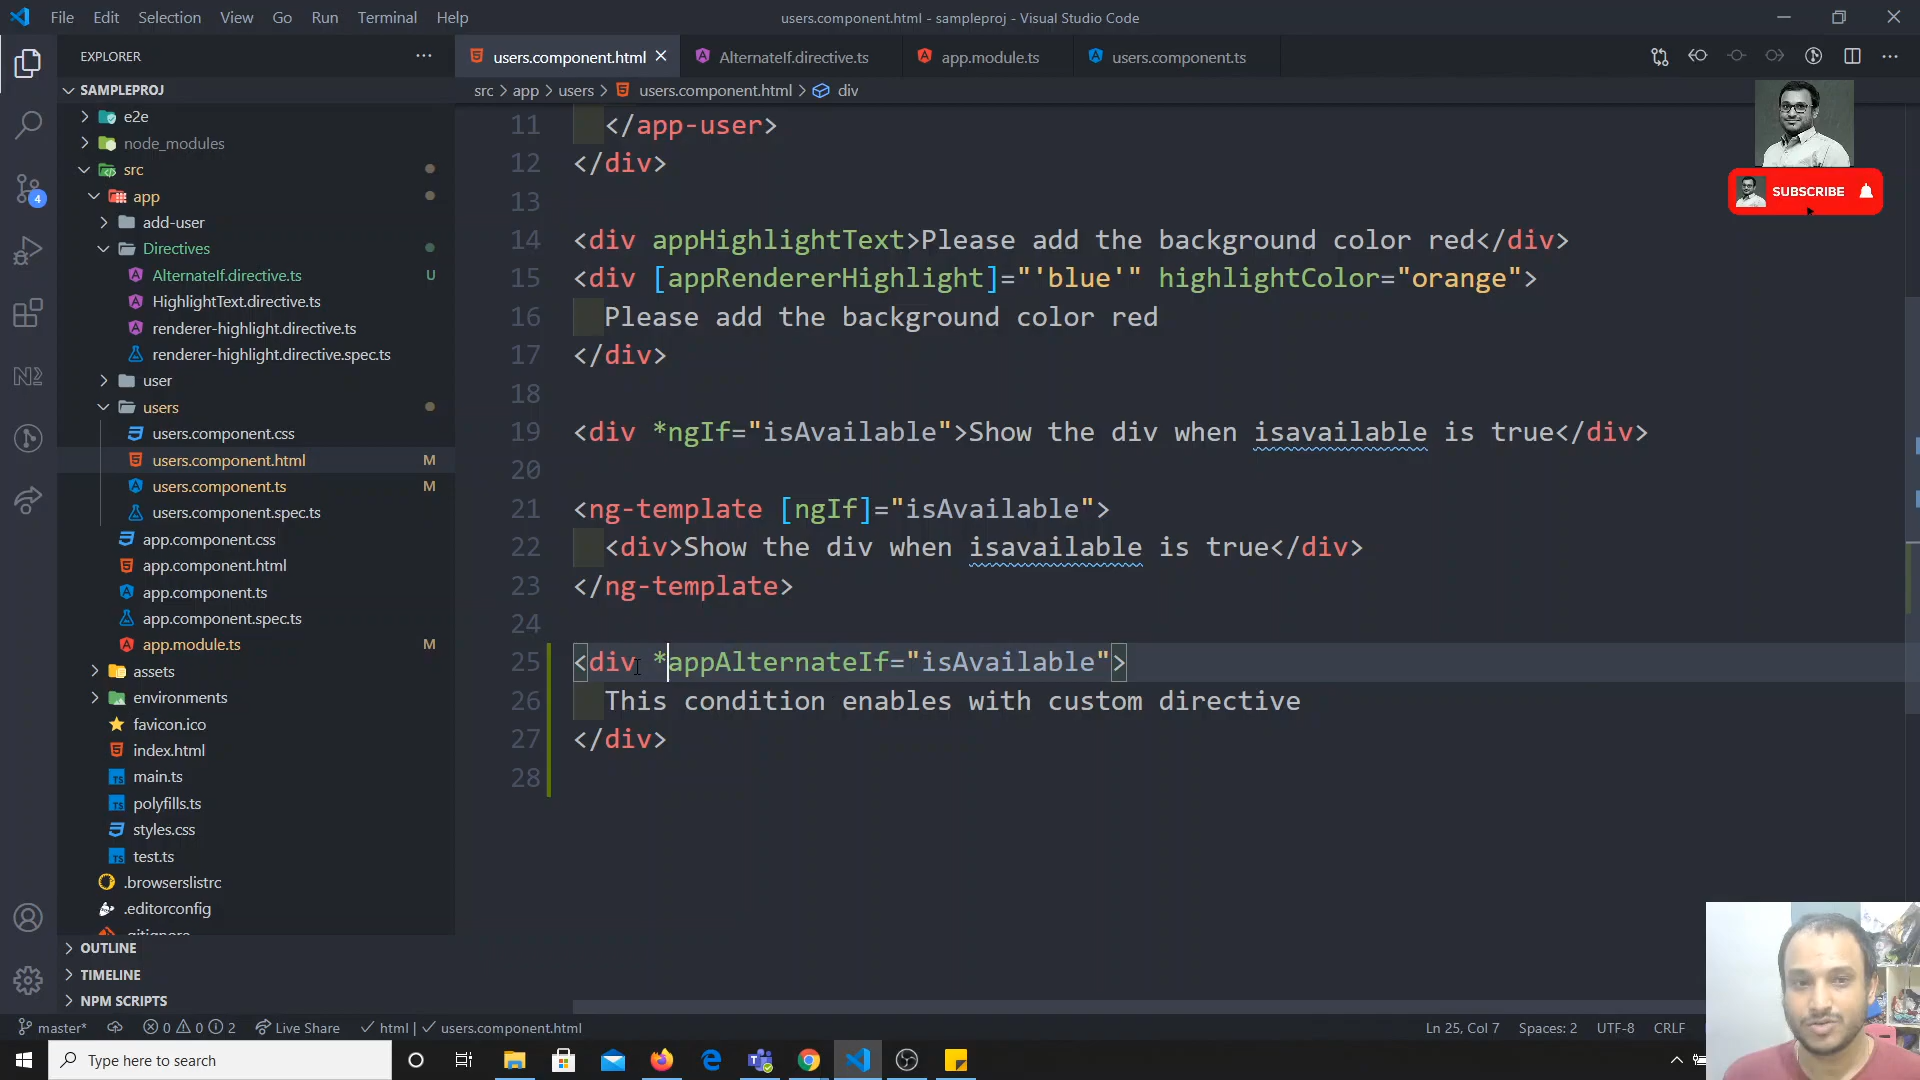 File Edit Selection View Go Run Terminal Help
users.component.html - sampleproj - Visual Studio Code
EXPLORER
users.component.html
AlternateIf.directive.ts
app.module.ts
users.component.ts
SAMPLEPROJ
src > app > users > users.component.html > div
e2e
node_modules
src
app
add-user
Directives
AlternateIf.directive.ts U
HighlightText.directive.ts
renderer-highlight.directive.ts
renderer-highlight.directive.spec.ts
user
users
users.component.css
users.component.html M
users.component.ts M
users.component.spec.ts
app.component.css
app.component.html
app.component.ts
app.component.spec.ts
app.module.ts M
assets
environments
favicon.ico
index.html
main.ts
polyfills.ts
styles.css
test.ts
.browserslistrc
.editorconfig
.gitignore
OUTLINE
TIMELINE
NPM SCRIPTS
4
11 </app-user>
12 </div>
13
14 <div appHighlightText>Please add the background color red</div>
15 <div [appRendererHighlight]="'blue'" highlightColor="orange">
16 Please add the background color red
17 </div>
18
19 <div *ngIf="isAvailable">Show the div when isavailable is true</div>
20
21 <ng-template [ngIf]="isAvailable">
22 <div>Show the div when isavailable is true</div>
23 </ng-template>
24
25 <div *appAlternateIf="isAvailable">
26 This condition enables with custom directive
27 </div>
28
SUBSCRIBE
master* 0 0 2 Live Share html | users.component.html
Ln 25, Col 7 Spaces: 2 UTF-8 CRLF
Type here to search